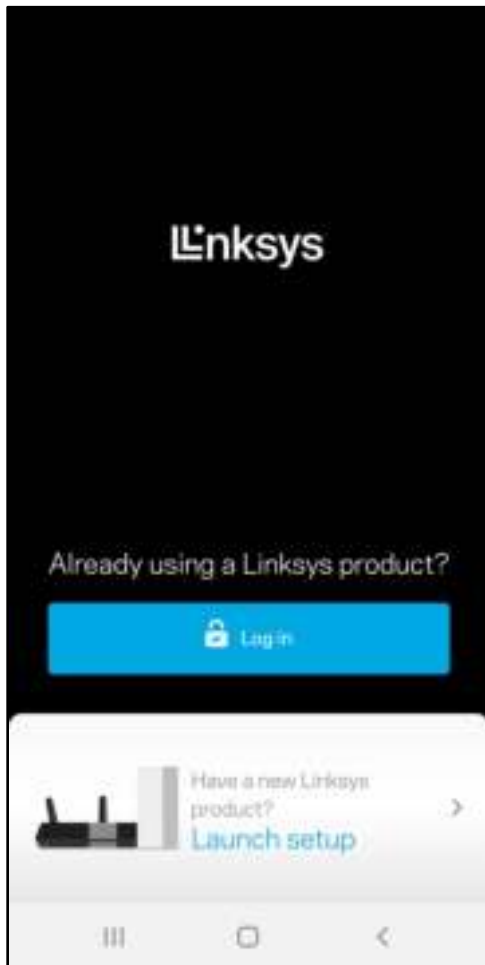 Linksys
Already using a Linksys product?
Log in
Have a new Linksys
product?
Launch setup